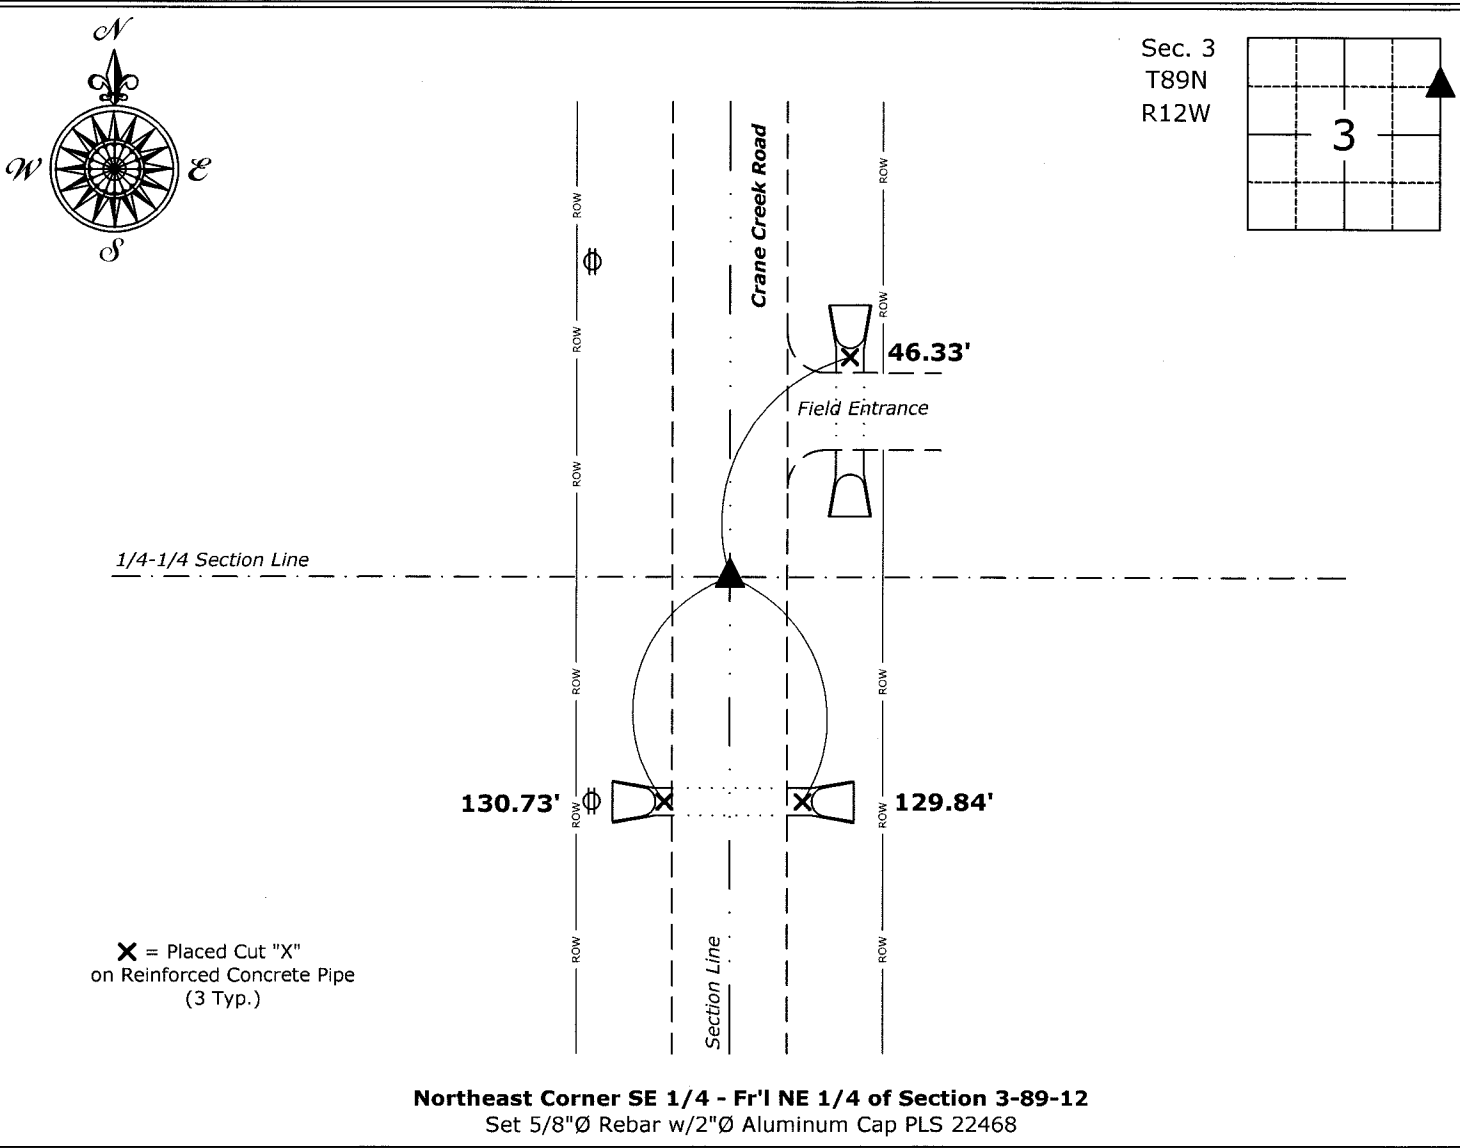 N
W
E
S
Sec. 3
T89N
R12W
3
Crane Creek Road
ROW
ROW
ROW
ROW
ROW
46.33'
Field Entrance
1/4-1/4 Section Line
ROW
ROW
130.73'
ROW
ROW
129.84'
ROW
ROW
Section Line
X = Placed Cut "X"
on Reinforced Concrete Pipe
(3 Typ.)
Northeast Corner SE 1/4 - Fr'l NE 1/4 of Section 3-89-12
Set 5/8"Ø Rebar w/2"Ø Aluminum Cap PLS 22468